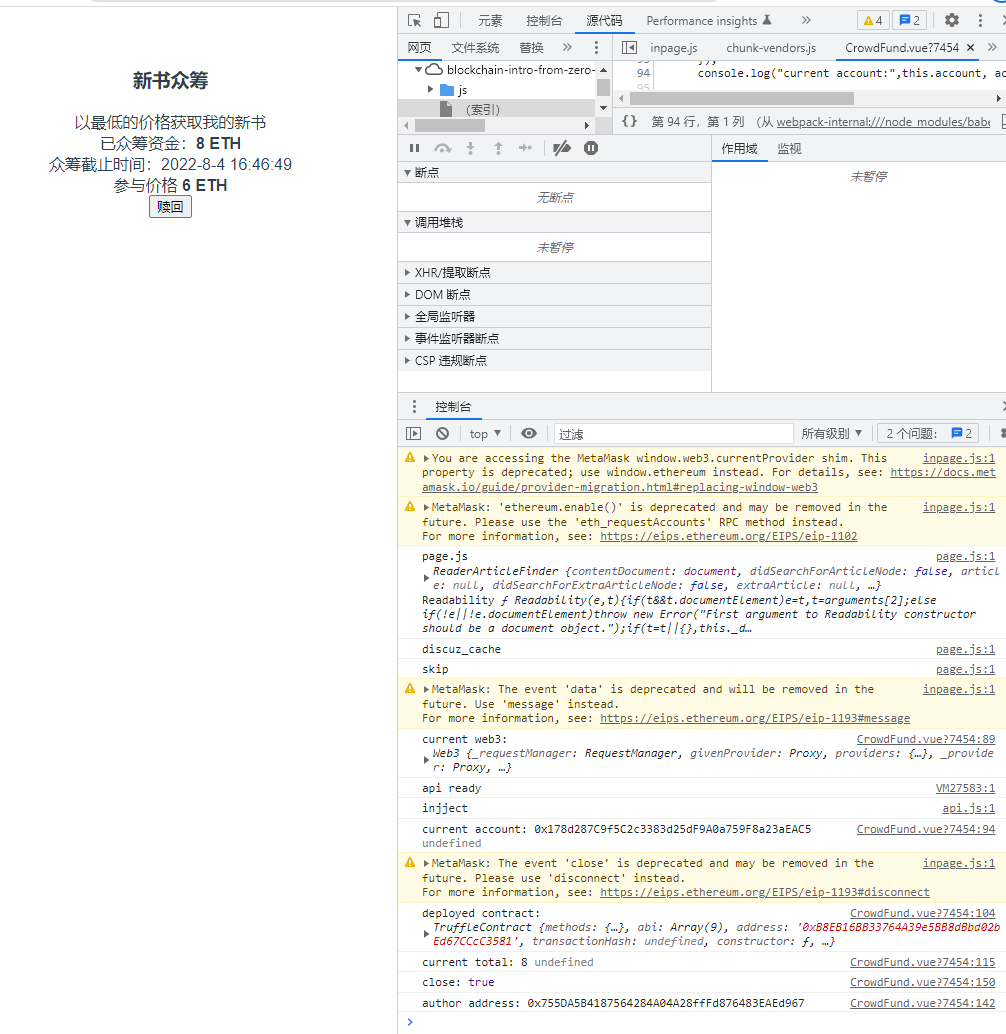 新书众筹
以最低的价格获取我的新书
已众筹资金：8 ETH
众筹截止时间：2022-8-4 16:46:49
参与价格 6 ETH
赎回
元素 控制台 源代码 Performance insights 4 2
网页 文件系统 替换 inpage.js chunk-vendors.js CrowdFund.vue?7454
blockchain-intro-from-zero-
js
（索引）
94 console.log("current account:",this.account, ac
95
{} 第 94 行，第 1 列 (从 webpack-internal:///node_modules/babe
作用域 监视
断点
未暂停
无断点
调用堆栈
未暂停
XHR/提取断点
DOM 断点
全局监听器
事件监听器断点
CSP 违规断点
控制台
top 过滤 所有级别 2 个问题： 2
You are accessing the MetaMask window.web3.currentProvider shim. This inpage.js:1
property is deprecated; use window.ethereum instead. For details, see: https://docs.met
amask.io/guide/provider-migration.html#replacing-window-web3
MetaMask: 'ethereum.enable()' is deprecated and may be removed in the inpage.js:1
future. Please use the 'eth_requestAccounts' RPC method instead.
For more information, see: https://eips.ethereum.org/EIPS/eip-1102
page.js page.js:1
ReaderArticleFinder {contentDocument: document, didSearchForArticleNode: false, articl
e: null, didSearchForExtraArticleNode: false, extraArticle: null, …}
Readability ƒ Readability(e,t){if(t&&t.documentElement)e=t,t=arguments[2];else
if(!e||!e.documentElement)throw new Error("First argument to Readability constructor
should be a document object.");if(t=t||{},this._d…
discuz_cache page.js:1
skip page.js:1
MetaMask: The event 'data' is deprecated and will be removed in the inpage.js:1
future. Use 'message' instead.
For more information, see: https://eips.ethereum.org/EIPS/eip-1193#message
current web3: CrowdFund.vue?7454:89
Web3 {_requestManager: RequestManager, givenProvider: Proxy, providers: {…}, _provide
r: Proxy, …}
api ready VM27583:1
injject api.js:1
current account: 0x178d287C9f5C2c3383d25dF9A0a759F8a23aEAC5 CrowdFund.vue?7454:94
undefined
MetaMask: The event 'close' is deprecated and may be removed in the inpage.js:1
future. Please use 'disconnect' instead.
For more information, see: https://eips.ethereum.org/EIPS/eip-1193#disconnect
deployed contract: CrowdFund.vue?7454:104
TruffleContract {methods: {…}, abi: Array(9), address: '0xB8EB16BB33764A39e5BB8dBbd02b
Ed67CCcC3581', transactionHash: undefined, constructor: ƒ, …}
current total: 8 undefined CrowdFund.vue?7454:115
close: true CrowdFund.vue?7454:150
author address: 0x755DA5B4187564284A04A28ffFd876483EAEd967 CrowdFund.vue?7454:142